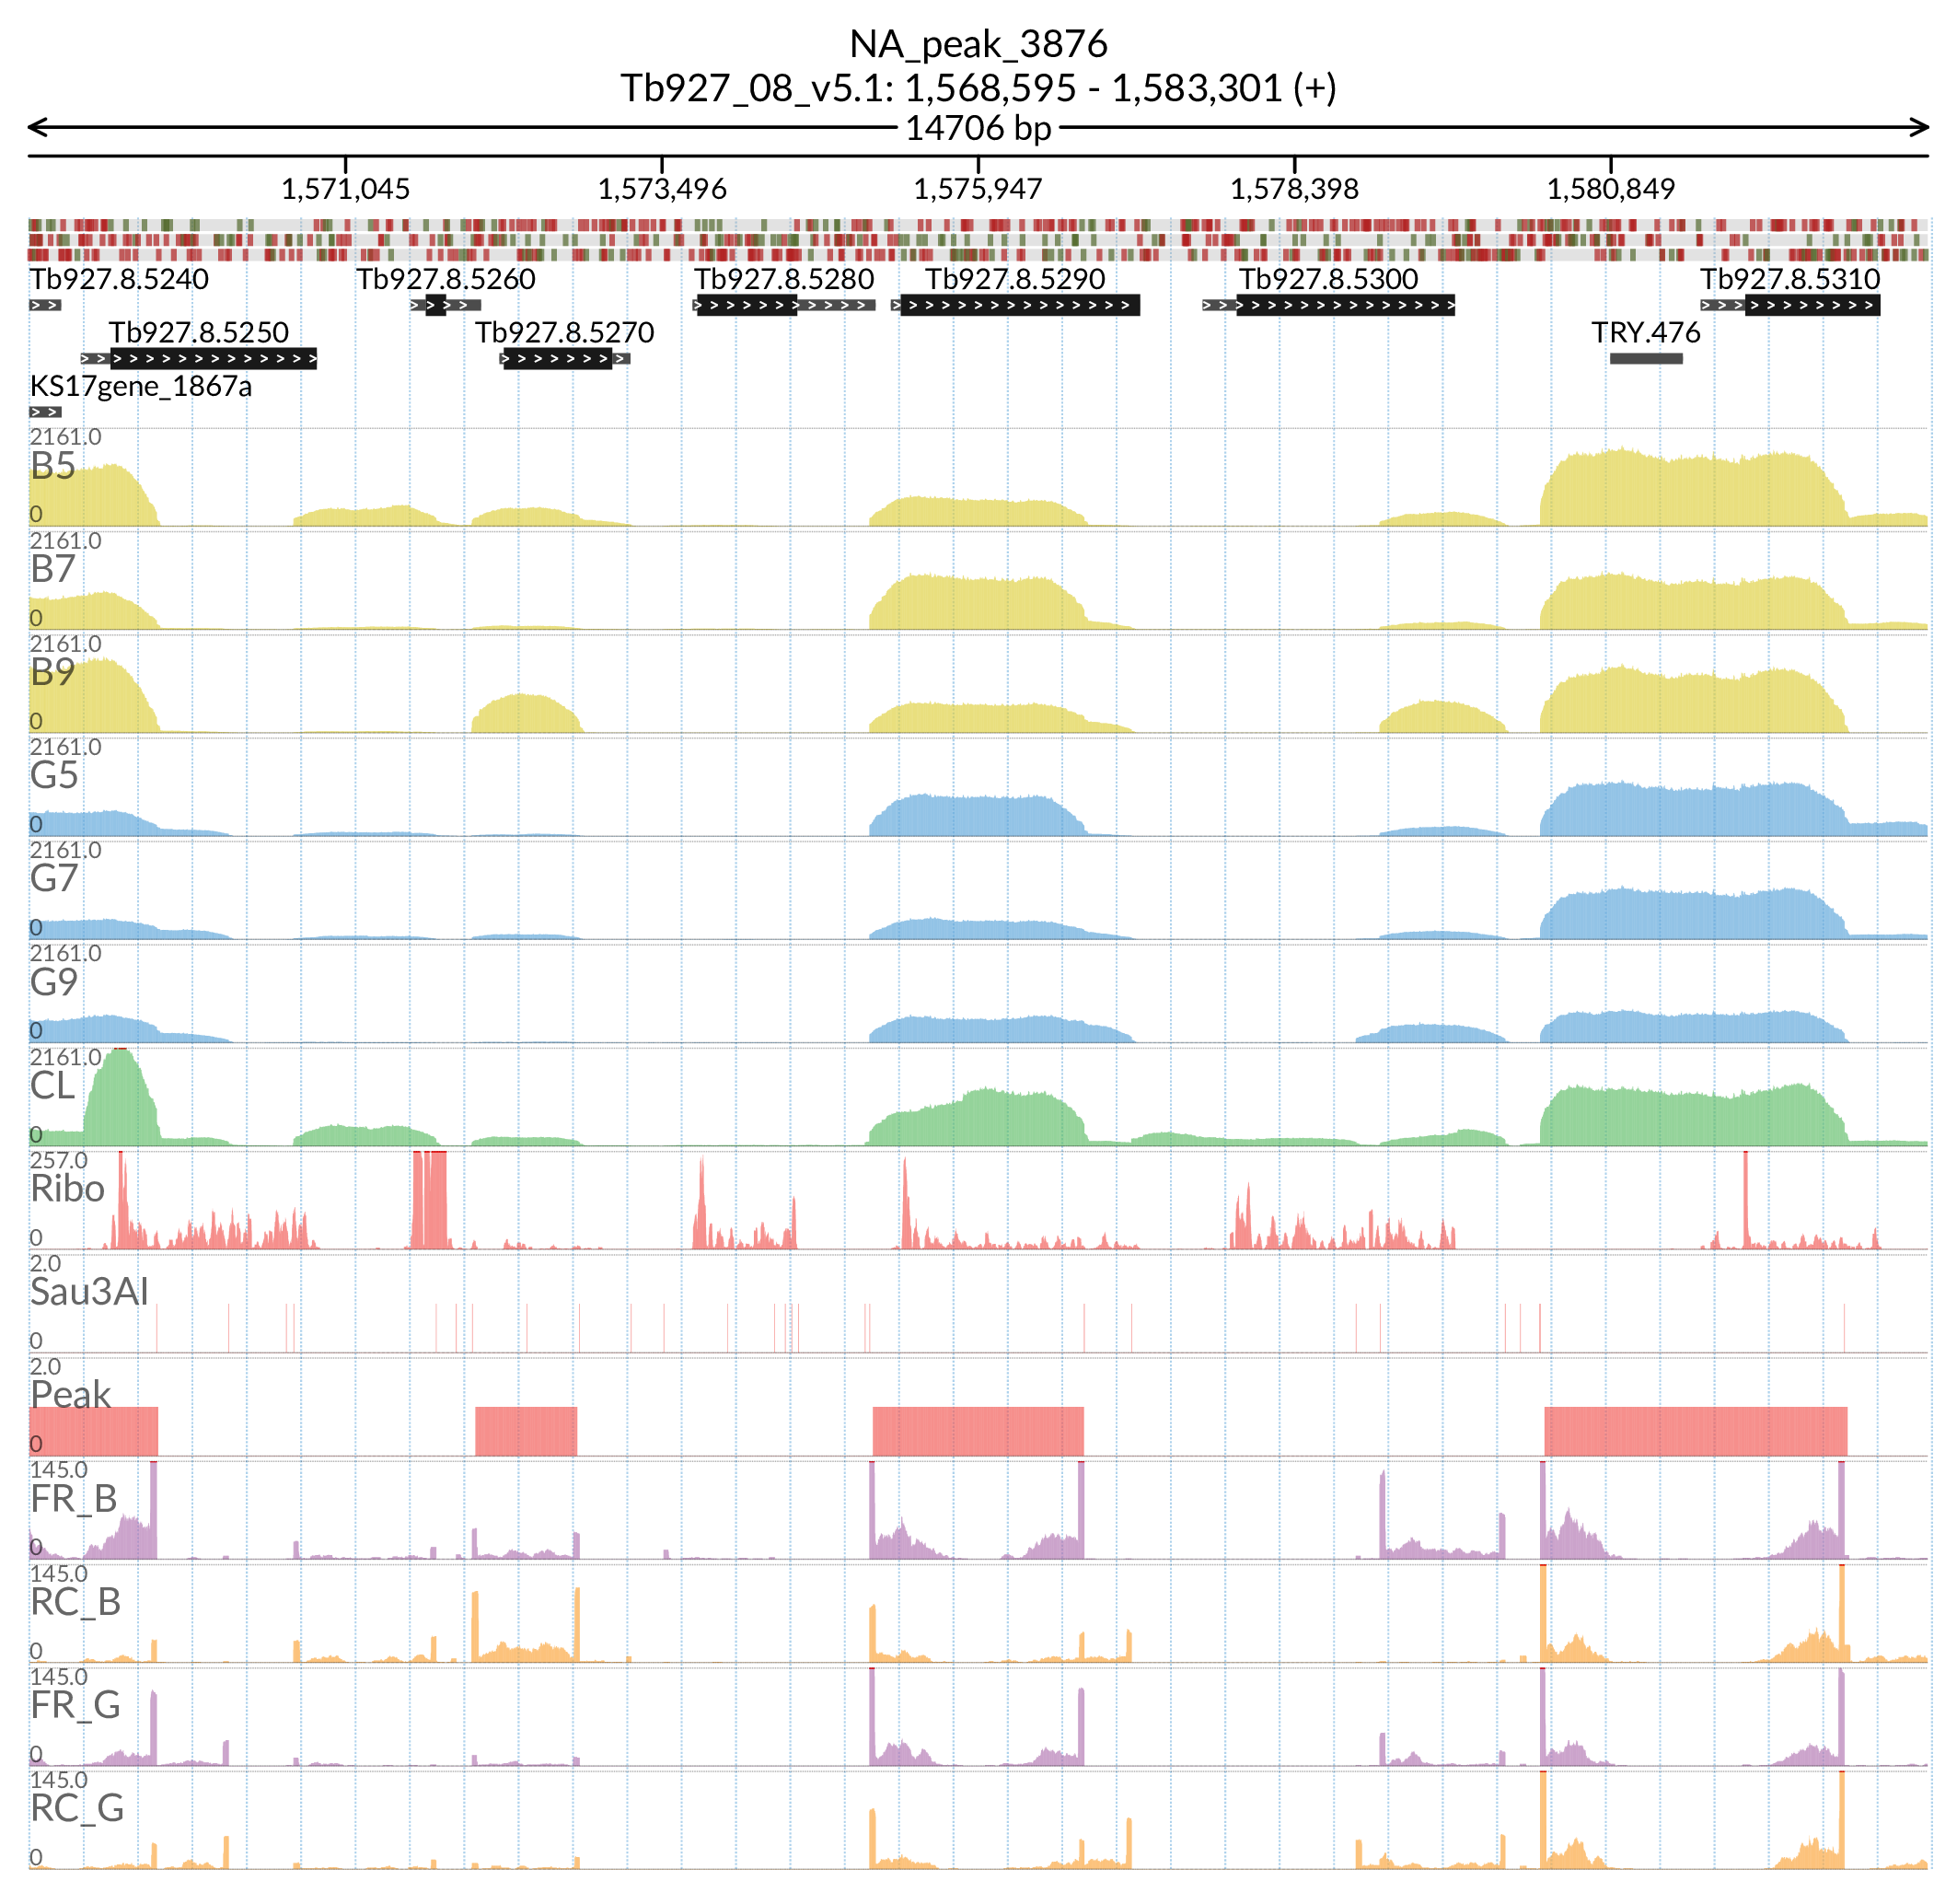 NA_peak_3876
Tb927_08_v5.1: 1,568,595 - 1,583,301 (+)
14706 bp
1,571,045 1,573,496 1,575,947 1,578,398 1,580,849
Tb927.8.5240 Tb927.8.5260 Tb927.8.5280 Tb927.8.5290 Tb927.8.5300 Tb927.8.5310
Tb927.8.5250 Tb927.8.5270 TRY.476
KS17gene_1867a
2161.0
B5
0
2161.0
B7
0
2161.0
B9
0
2161.0
G5
0
2161.0
G7
0
2161.0
G9
0
2161.0
CL
0
257.0
Ribo
0
2.0
Sau3AI
0
2.0
Peak
0
145.0
FR_B
0
145.0
RC_B
0
145.0
FR_G
0
145.0
RC_G
0